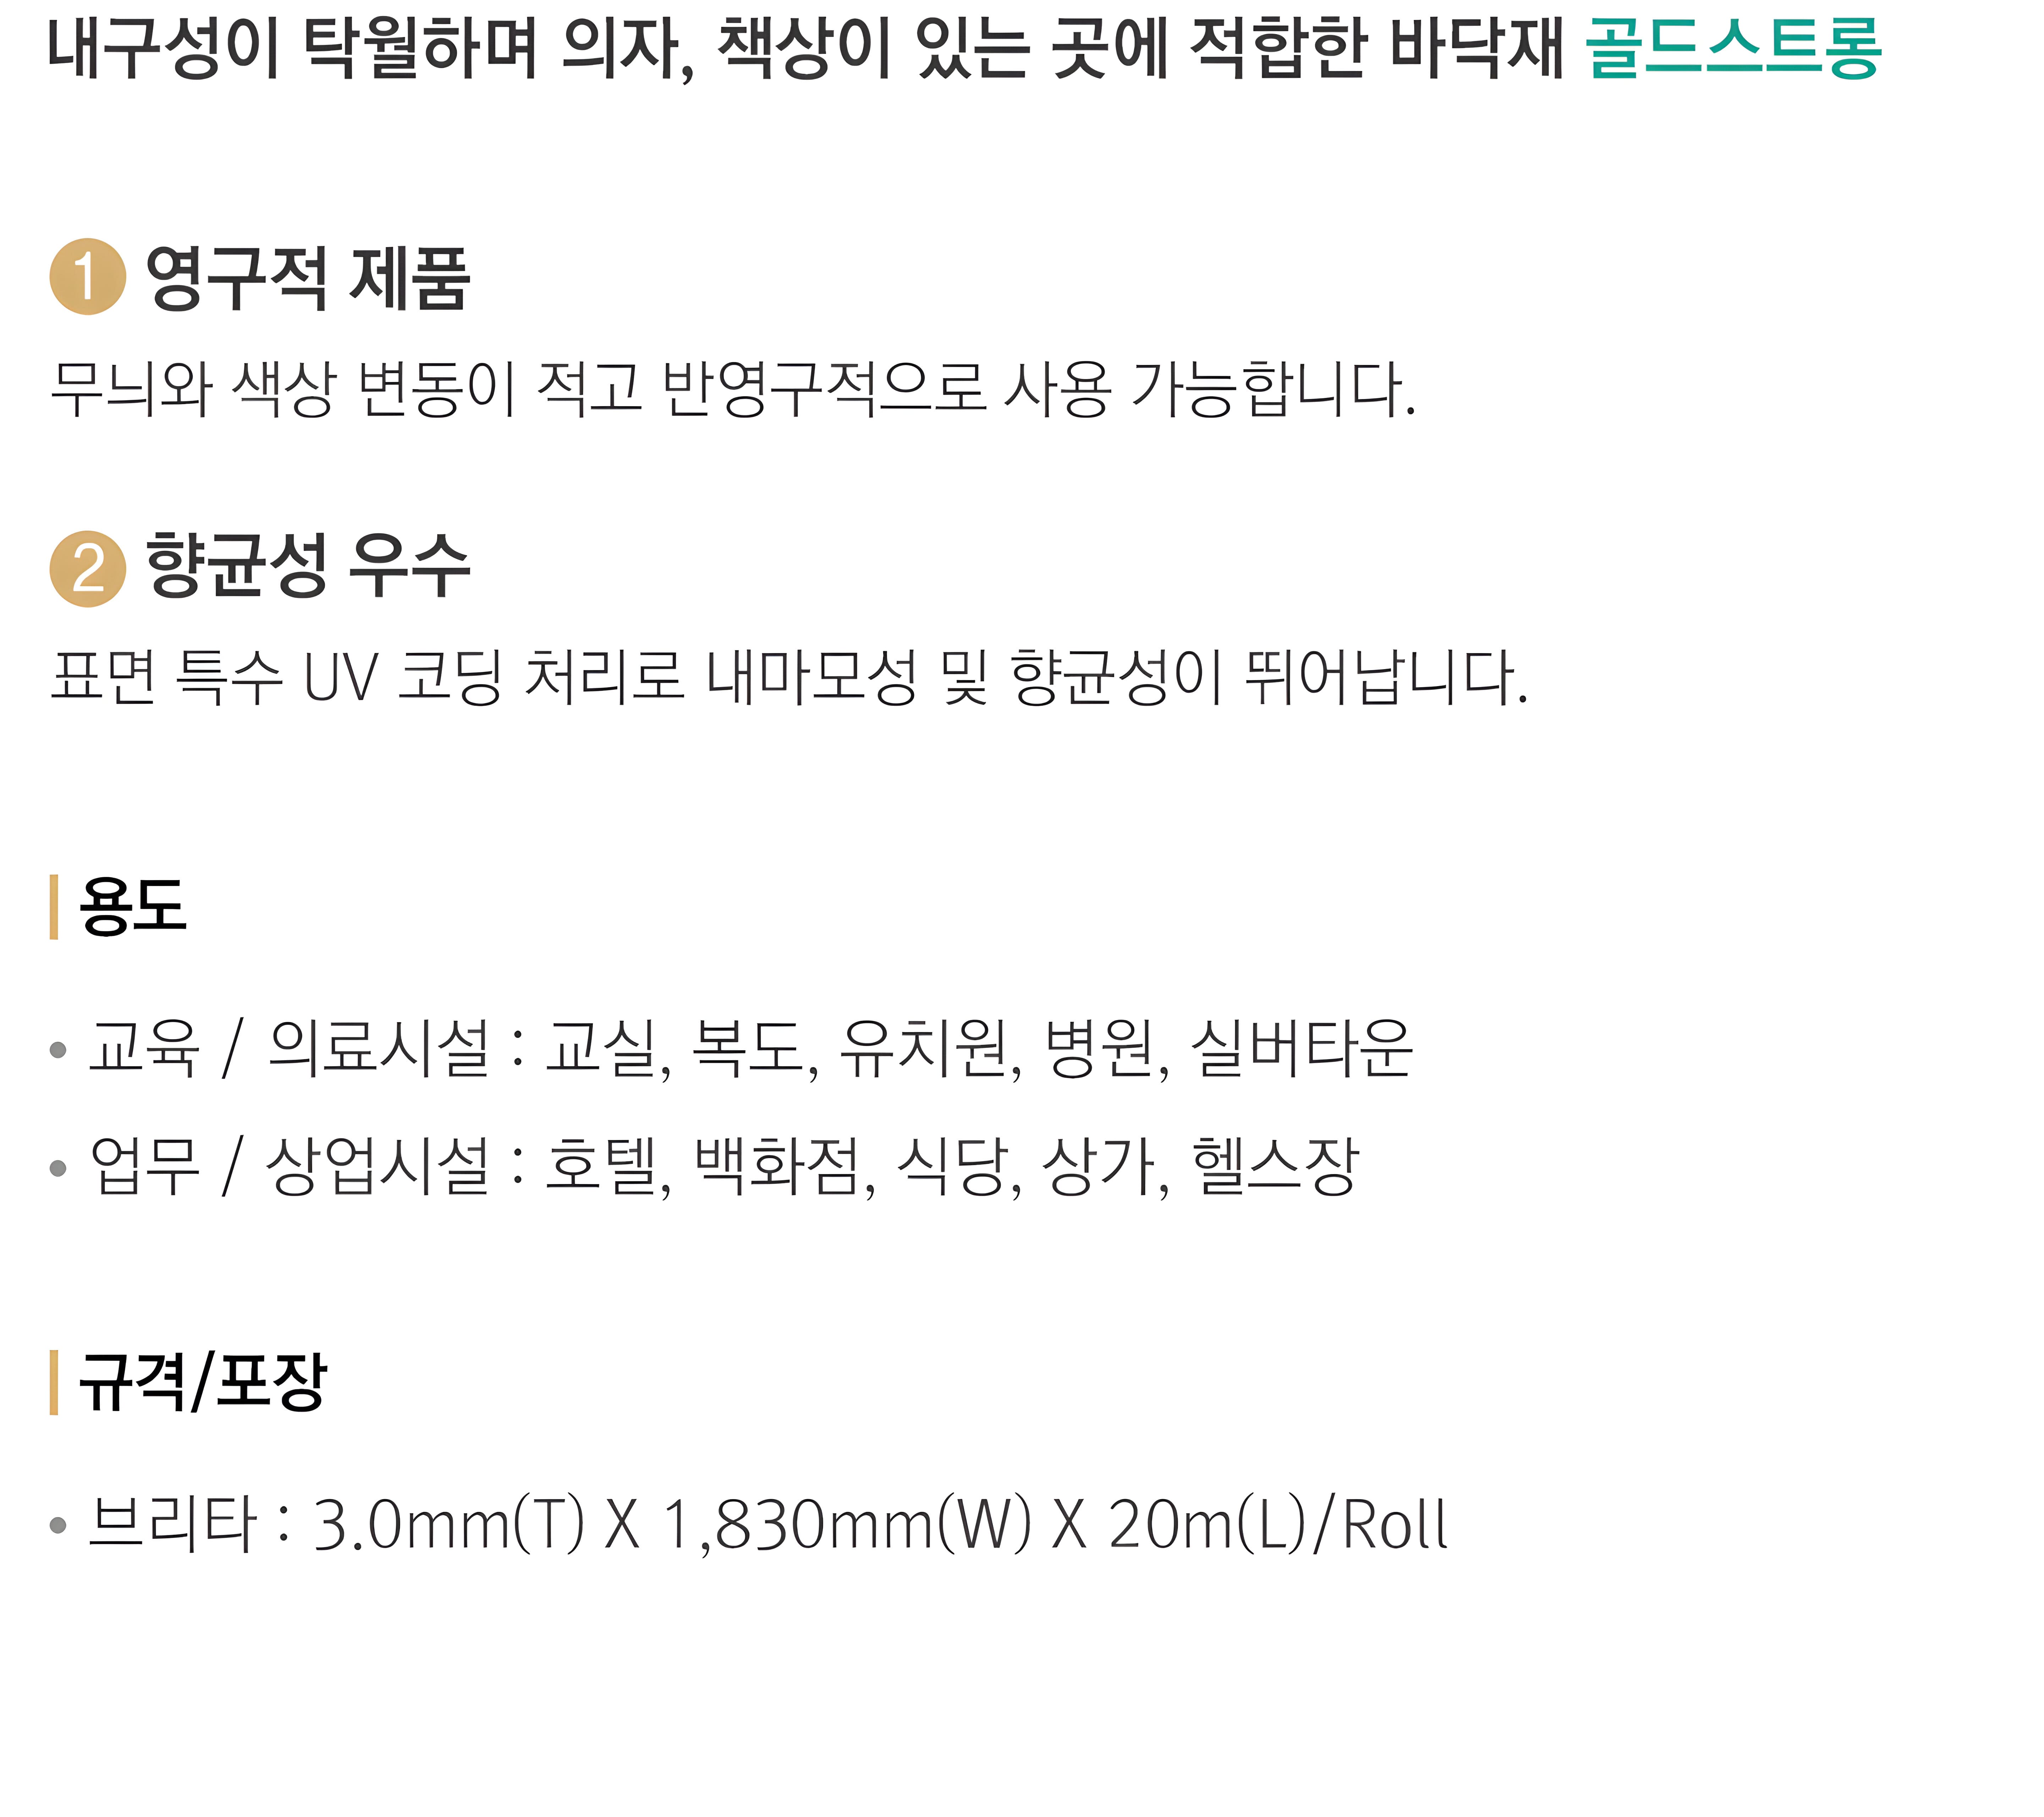 내구성이 탁월하며 의자, 책상이 있는 곳에 적합한 바닥재 골드스트롱
1 영구적 제품
무늬와 색상 변동이 적고 반영구적으로 사용 가능합니다.
2 향균성 우수
표면 특수 UV 코딩 처리로 내마모성 및 향균성이 뛰어납니다.
용도
• 교육 / 의료시설 : 교실, 복도, 유치원, 병원, 실버타운
• 업무 / 상업시설 : 호텔, 백화점, 식당, 상가, 헬스장
규격/포장
• 브리타 : 3.0mm(T) X 1,830mm(W) X 20m(L)/Roll